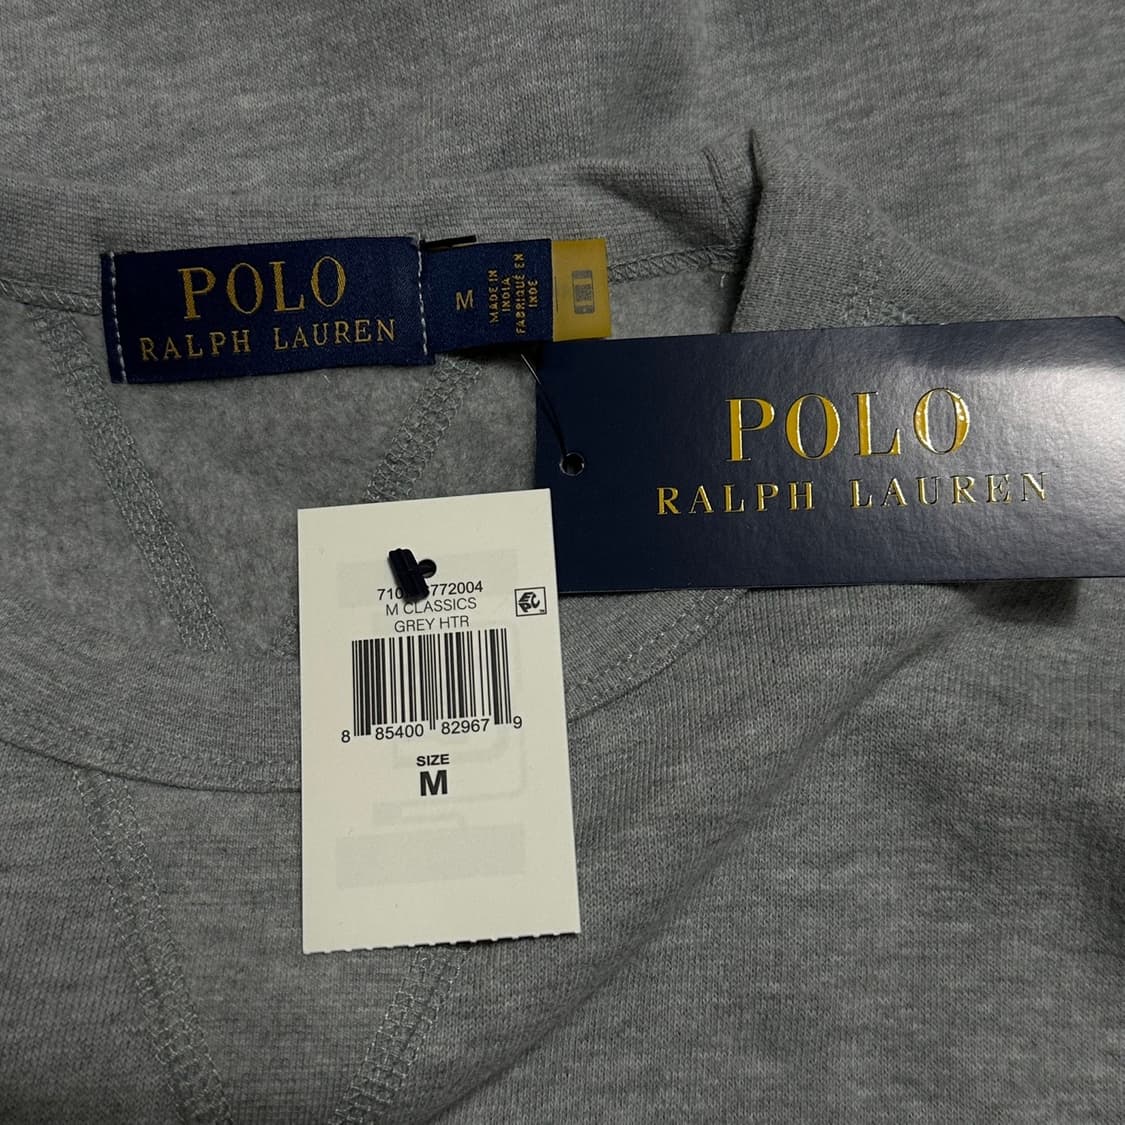 POLO
RALPH LAUREN
M
MADE IN
INDIA
FABRIQUÉ EN
INDE
POLO
RALPH LAUREN
M CLASSICS
GREY HTR
8 85400 82967 9
SIZE
M